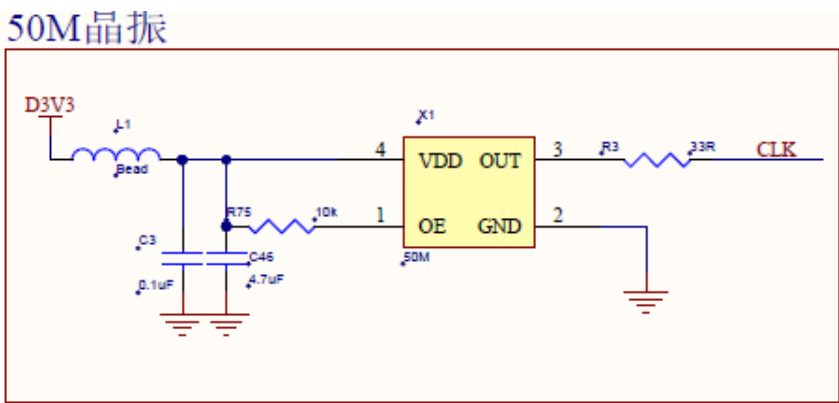 50M晶振
D3V3
L1
Bead
X1
4 VDD OUT 3
R3 33R CLK
R75 10k 1 OE GND 2
50M
C3
0.1uF
C46
4.7uF